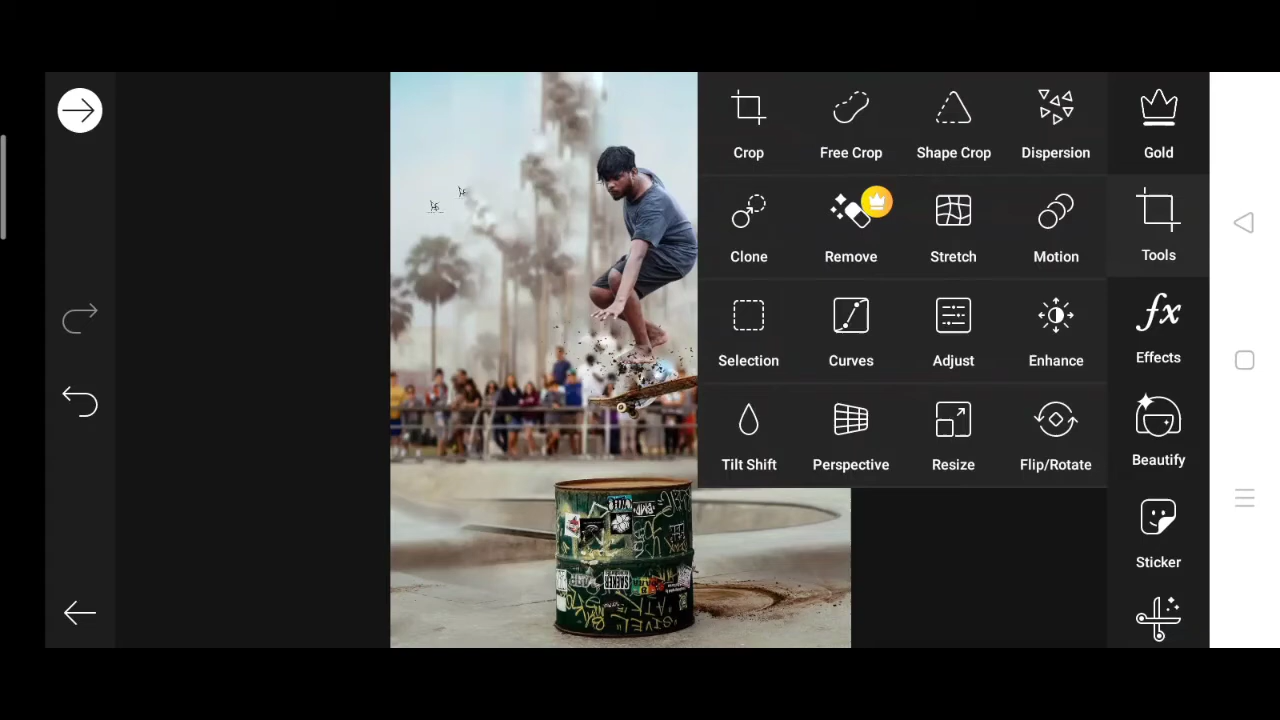 Crop
Free Crop
Shape Crop
Dispersion
Gold
Clone
Remove
Stretch
Motion
Tools
Selection
Curves
Adjust
Enhance
fx
Effects
Tilt Shift
Perspective
Resize
Flip/Rotate
Beautify
Sticker